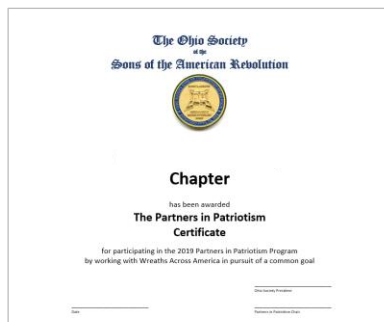 The Ohio Society
of the
Sons of the American Revolution
Chapter
has been awarded
The Partners in Patriotism
Certificate
for participating in the 2019 Partners in Patriotism Program
by working with Wreaths Across America in pursuit of a common goal
Ohio Society President
Date
Partners in Patriotism Chair